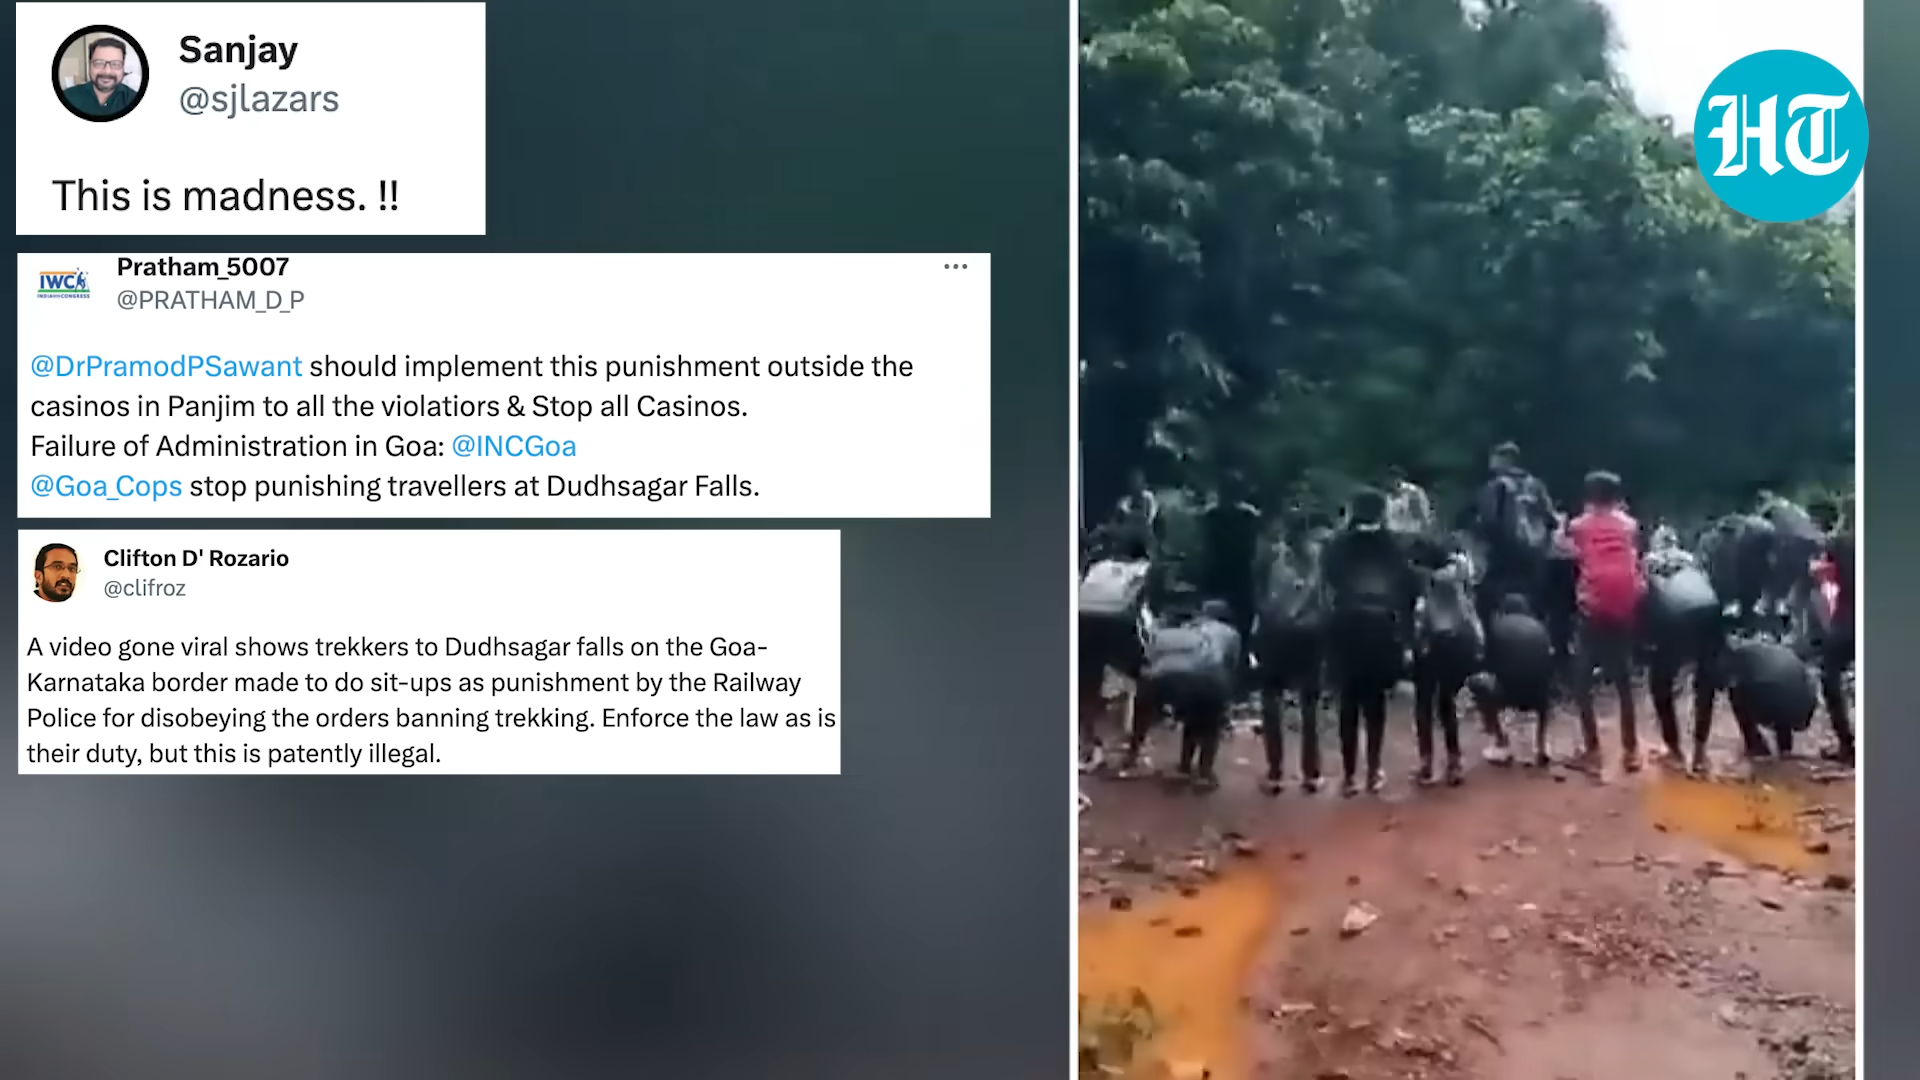 Sanjay
@sjlazars
This is madness. !!
IWC
Pratham_5007
@PRATHAM_D_P
@DrPramodPSawant should implement this punishment outside the
casinos in Panjim to all the violatiors & Stop all Casinos.
Failure of Administration in Goa: @INCGoa
@Goa_Cops stop punishing travellers at Dudhsagar Falls.
Clifton D' Rozario
@clifroz
A video gone viral shows trekkers to Dudhsagar falls on the Goa-
Karnataka border made to do sit-ups as punishment by the Railway
Police for disobeying the orders banning trekking. Enforce the law as is
their duty, but this is patently illegal.
HT